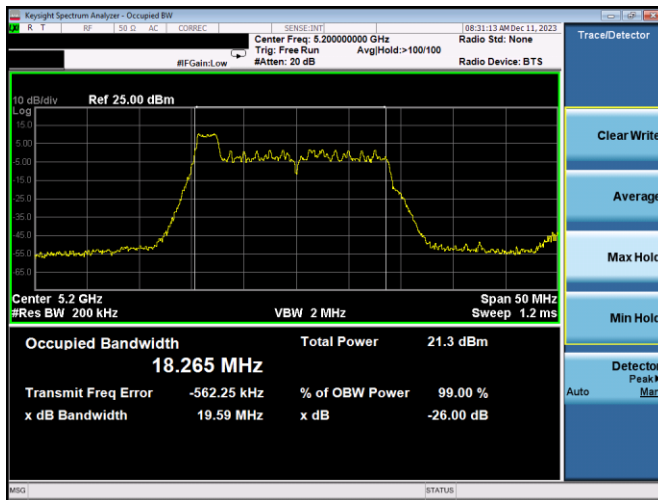 Keysight Spectrum Analyzer - Occupied BW
R T RF 50 Ω AC CORREC SENSE:INT 08:31:13 AM Dec 11, 2023
Center Freq: 5.200000000 GHz Radio Std: None
Trig: Free Run Avg|Hold:>100/100
#IFGain:Low #Atten: 20 dB Radio Device: BTS
10 dB/div Ref 25.00 dBm
Log
15.0
5.00
-5.00
-15.0
-25.0
-35.0
-45.0
-55.0
-65.0
Center 5.2 GHz Span 50 MHz
#Res BW 200 kHz VBW 2 MHz Sweep 1.2 ms
Occupied Bandwidth Total Power 21.3 dBm
18.265 MHz
Transmit Freq Error -562.25 kHz % of OBW Power 99.00 %
x dB Bandwidth 19.59 MHz x dB -26.00 dB
MSG STATUS
Trace/Detector
Clear Write
Average
Max Hold
Min Hold
Detector
Peak
Auto Man